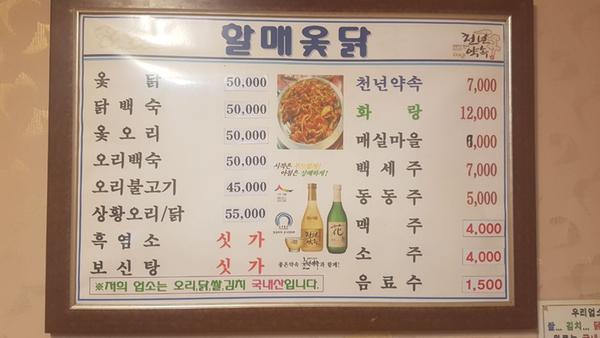 할매옻닭
천년약속
옻 닭 50,000
닭백숙 50,000
옻오리 50,000
오리백숙 50,000
오리불고기 45,000
상황오리/닭 55,000
흑염소 싯가
보신탕 싯가
※저의 업소는 오리,닭,쌀,김치 국내산입니다.
천년약속 7,000
화 랑 12,000
매실마을 6,000
백세주 7,000
동동주 5,000
맥 주 4,000
소 주 4,000
음료수 1,500
우리업소